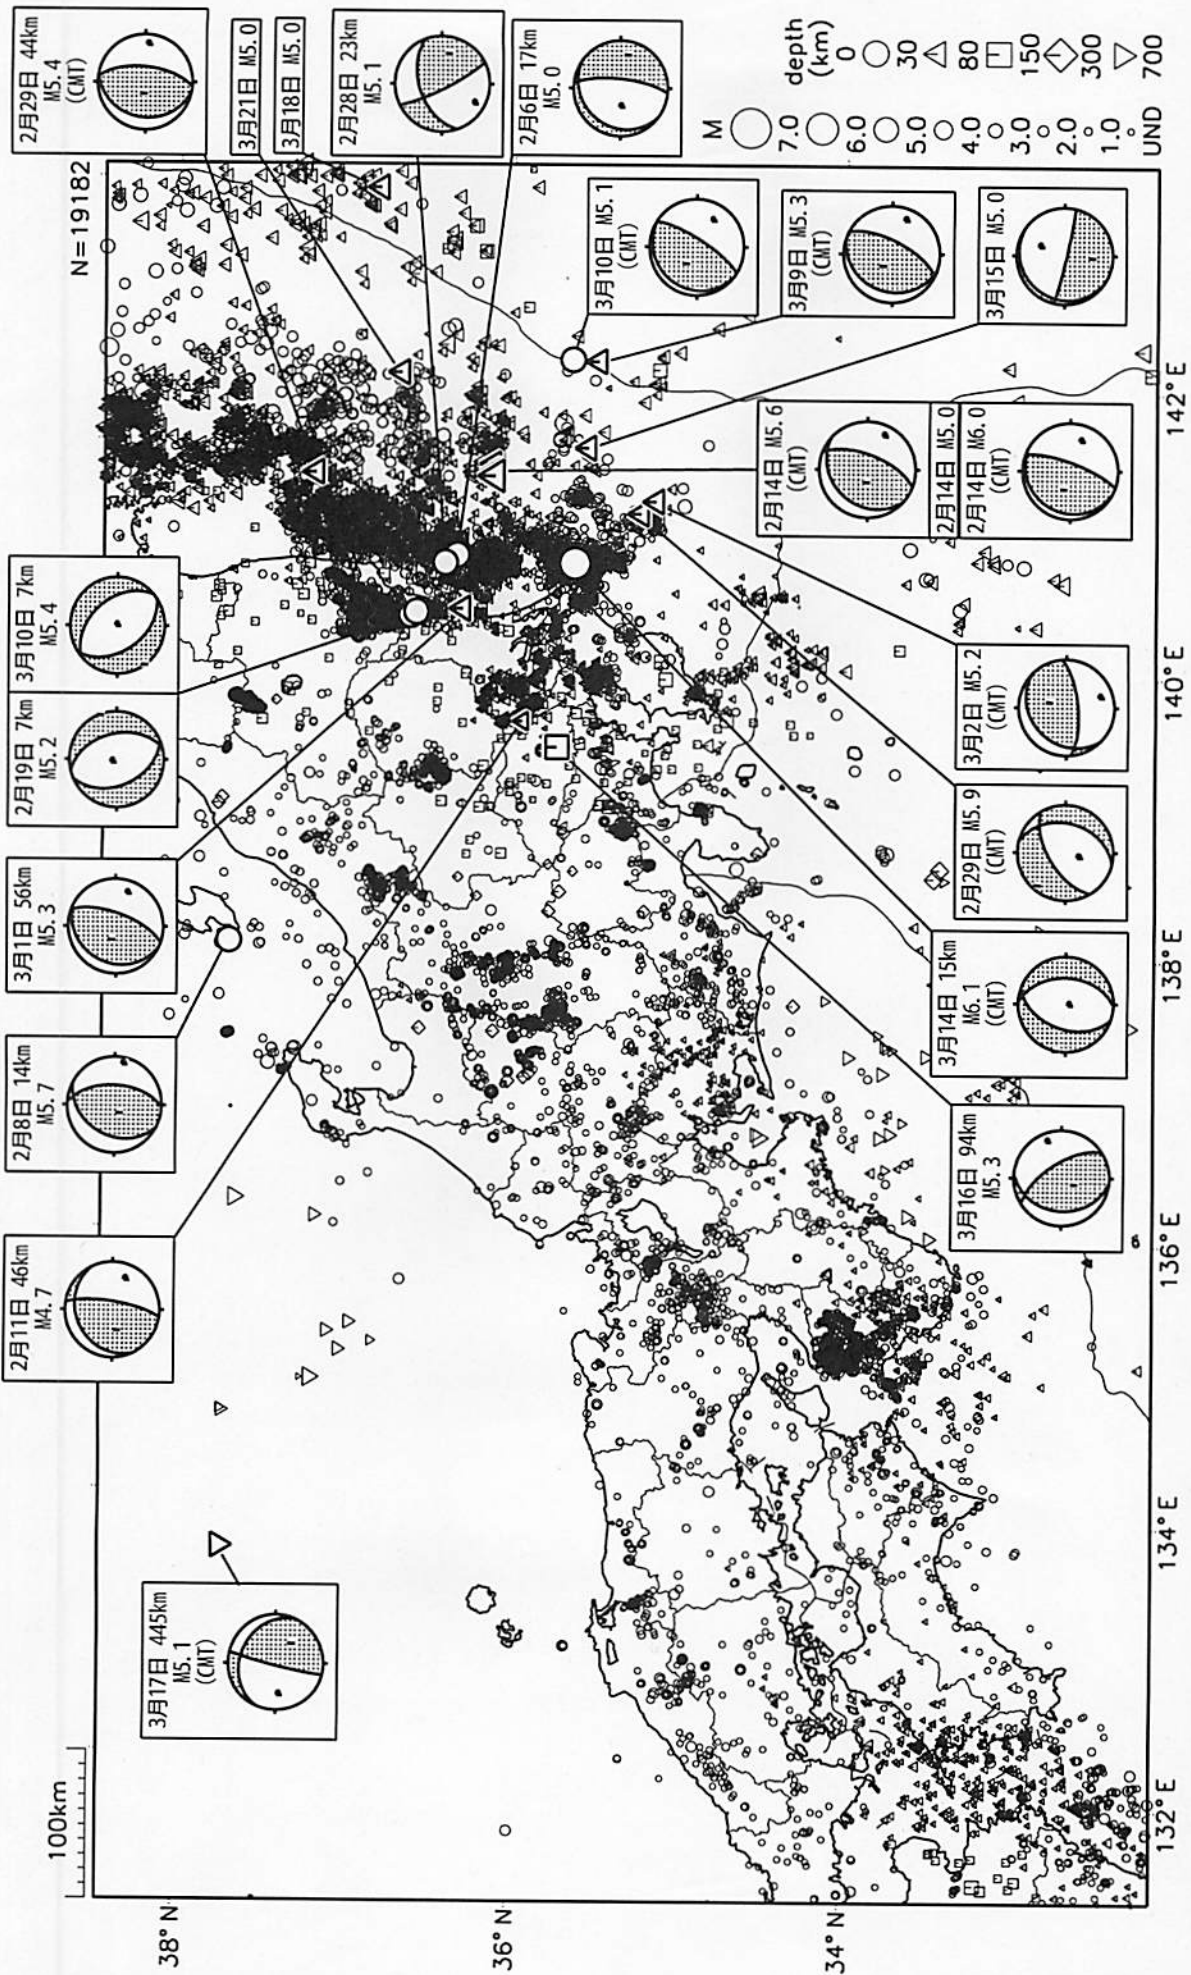 N=19182
100km
2月11日 46km
M4.7
2月8日 14km
M5.7
3月1日 56km
M5.3
2月19日 7km
M5.2
3月10日 7km
M5.4
2月29日 44km
M5.4
(CMT)
3月21日 M5.0
3月18日 M5.0
2月28日 23km
M5.1
2月6日 17km
M5.0
3月17日 445km
M5.1
(CMT)
3月10日 M5.1
(CMT)
3月9日 M5.3
(CMT)
3月15日 M5.0
2月14日 M5.6
(CMT)
2月14日 M5.0
2月14日 M6.0
(CMT)
3月2日 M5.2
(CMT)
2月29日 M5.9
(CMT)
3月14日 15km
M6.1
(CMT)
3月16日 94km
M5.3
38°N
36°N
34°N
132°E
134°E
136°E
138°E
140°E
142°E
M
7.0
6.0
5.0
4.0
3.0
2.0
1.0
UND
depth
(km)
0
30
80
150
300
700